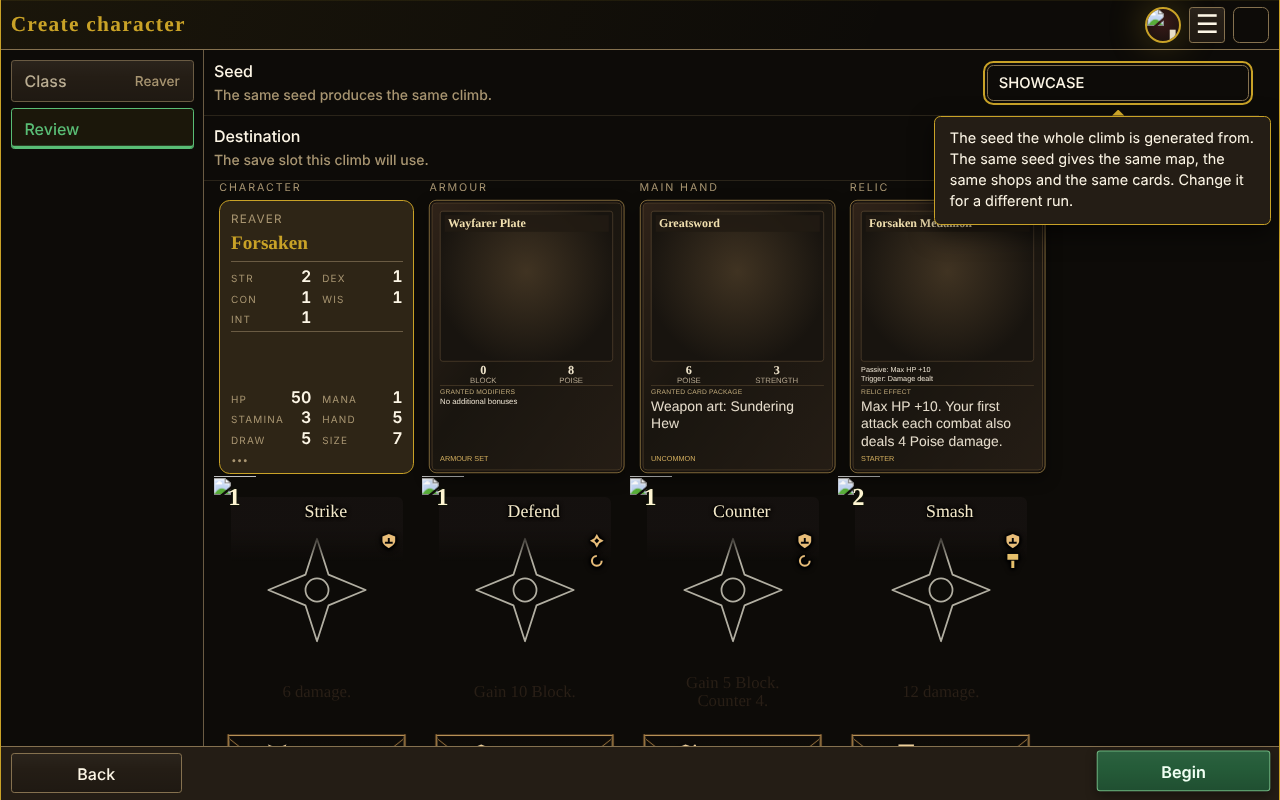 Create character
Class
Reaver
Review
Seed
The same seed produces the same climb.
SHOWCASE
Destination
The save slot this climb will use.
The seed the whole climb is generated from.
The same seed gives the same map, the
same shops and the same cards. Change it
for a different run.
CHARACTER
ARMOUR
MAIN HAND
RELIC
REAVER
Forsaken
STR 2 DEX 1
CON 1 WIS 1
INT 1
HP 50 MANA 1
STAMINA 3 HAND 5
DRAW 5 SIZE 7
•••
Wayfarer Plate
0
BLOCK
8
POISE
GRANTED MODIFIERS
No additional bonuses
ARMOUR SET
Greatsword
6
POISE
3
STRENGTH
GRANTED CARD PACKAGE
Weapon art: Sundering
Hew
UNCOMMON
Forsaken Medallion
Passive: Max HP +10
Trigger: Damage dealt
RELIC EFFECT
Max HP +10. Your first
attack each combat also
deals 4 Poise damage.
STARTER
1
Strike
6 damage.
1
Defend
Gain 10 Block.
1
Counter
Gain 5 Block.
Counter 4.
2
Smash
12 damage.
Back
Begin